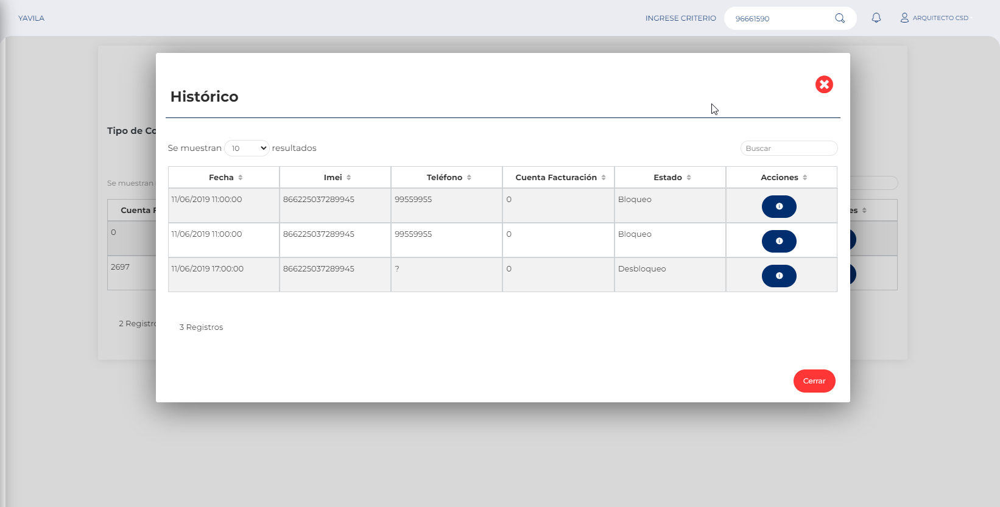 YAVILA
INGRESE CRITERIO 96661590 ARQUITECTO CSD
Histórico
Tipo de Co
Se muestran 10 resultados Buscar
Fecha Imei Teléfono Cuenta Facturación Estado Acciones
11/06/2019 11:00:00 866225037289945 99559955 0 Bloqueo
11/06/2019 11:00:00 866225037289945 99559955 0 Bloqueo
11/06/2019 17:00:00 866225037289945 ? 0 Desbloqueo
3 Registros
Cerrar
Se muestran
Cuenta F es
0
2697
2 Registro